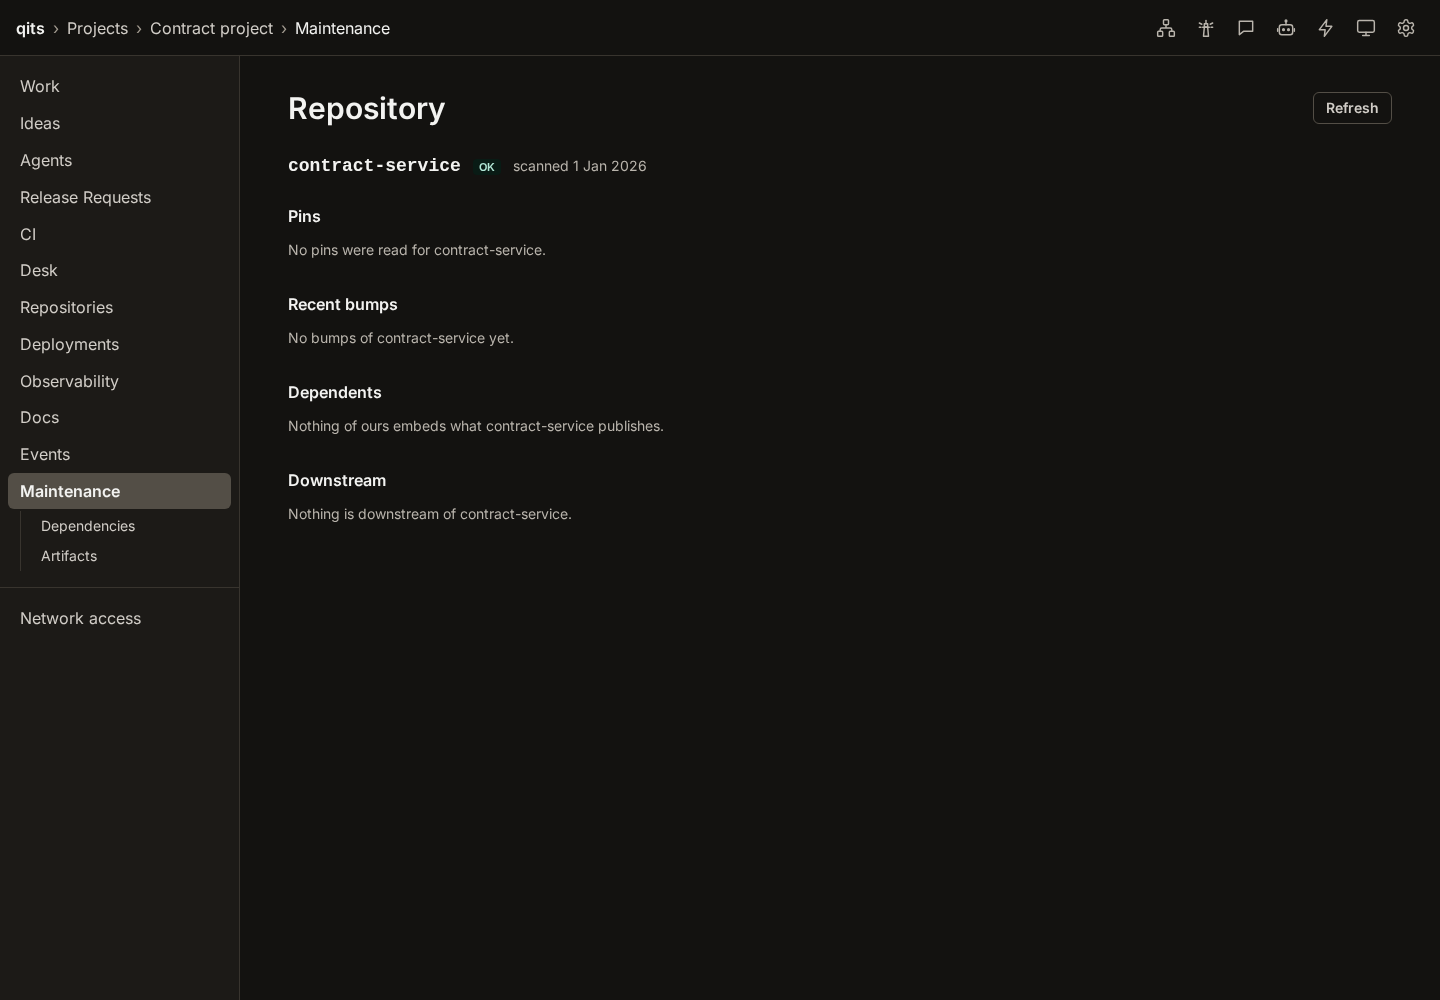 qits › Projects › Contract project › Maintenance
Work
Ideas
Agents
Release Requests
CI
Desk
Repositories
Deployments
Observability
Docs
Events
Maintenance
Dependencies
Artifacts
Network access
Repository
Refresh
contract-service OK scanned 1 Jan 2026
Pins
No pins were read for contract-service.
Recent bumps
No bumps of contract-service yet.
Dependents
Nothing of ours embeds what contract-service publishes.
Downstream
Nothing is downstream of contract-service.